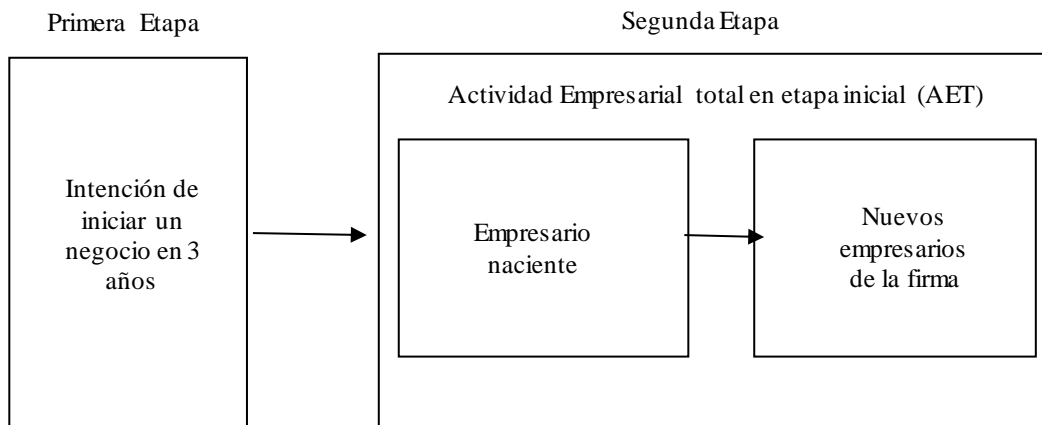 Primera Etapa
Segunda Etapa
Intención de
iniciar un
negocio en 3
años
Actividad Empresarial total en etapa inicial (AET)
Empresario
naciente
Nuevos
empresarios
de la firma